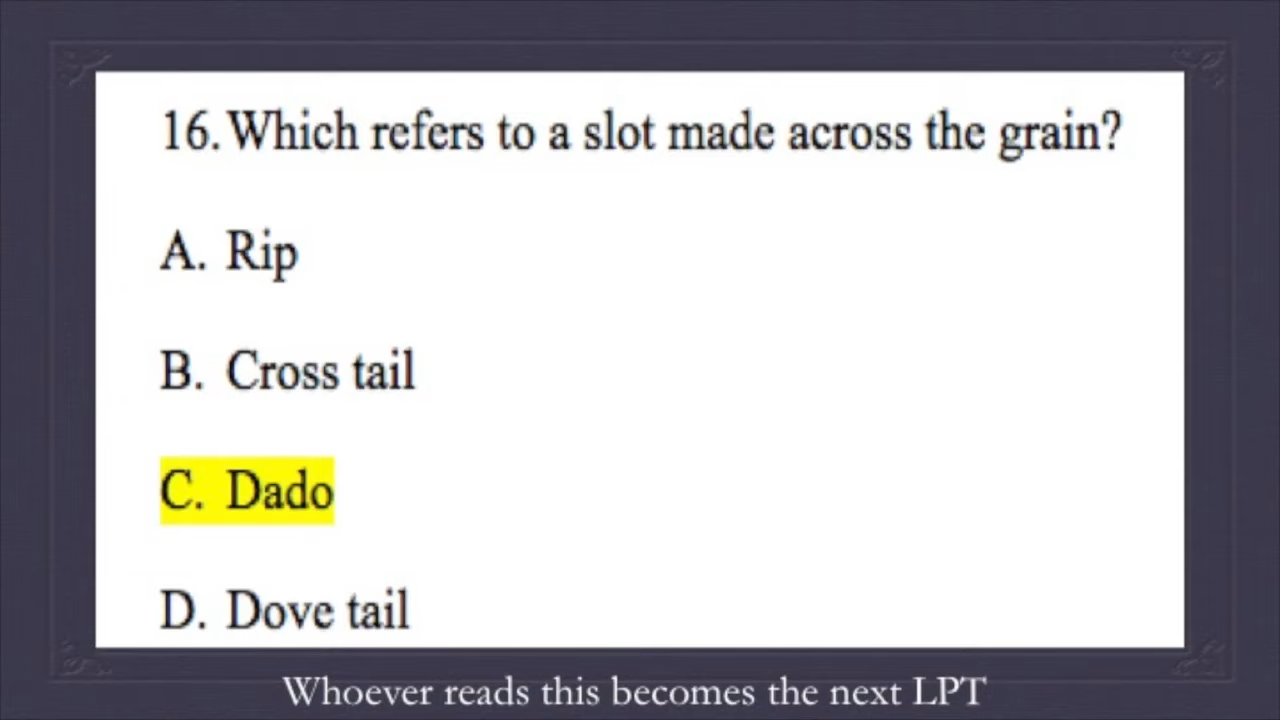 16. Which refers to a slot made across the grain?
A. Rip
B. Cross tail
C. Dado
D. Dove tail
Whoever reads this becomes the next LPT